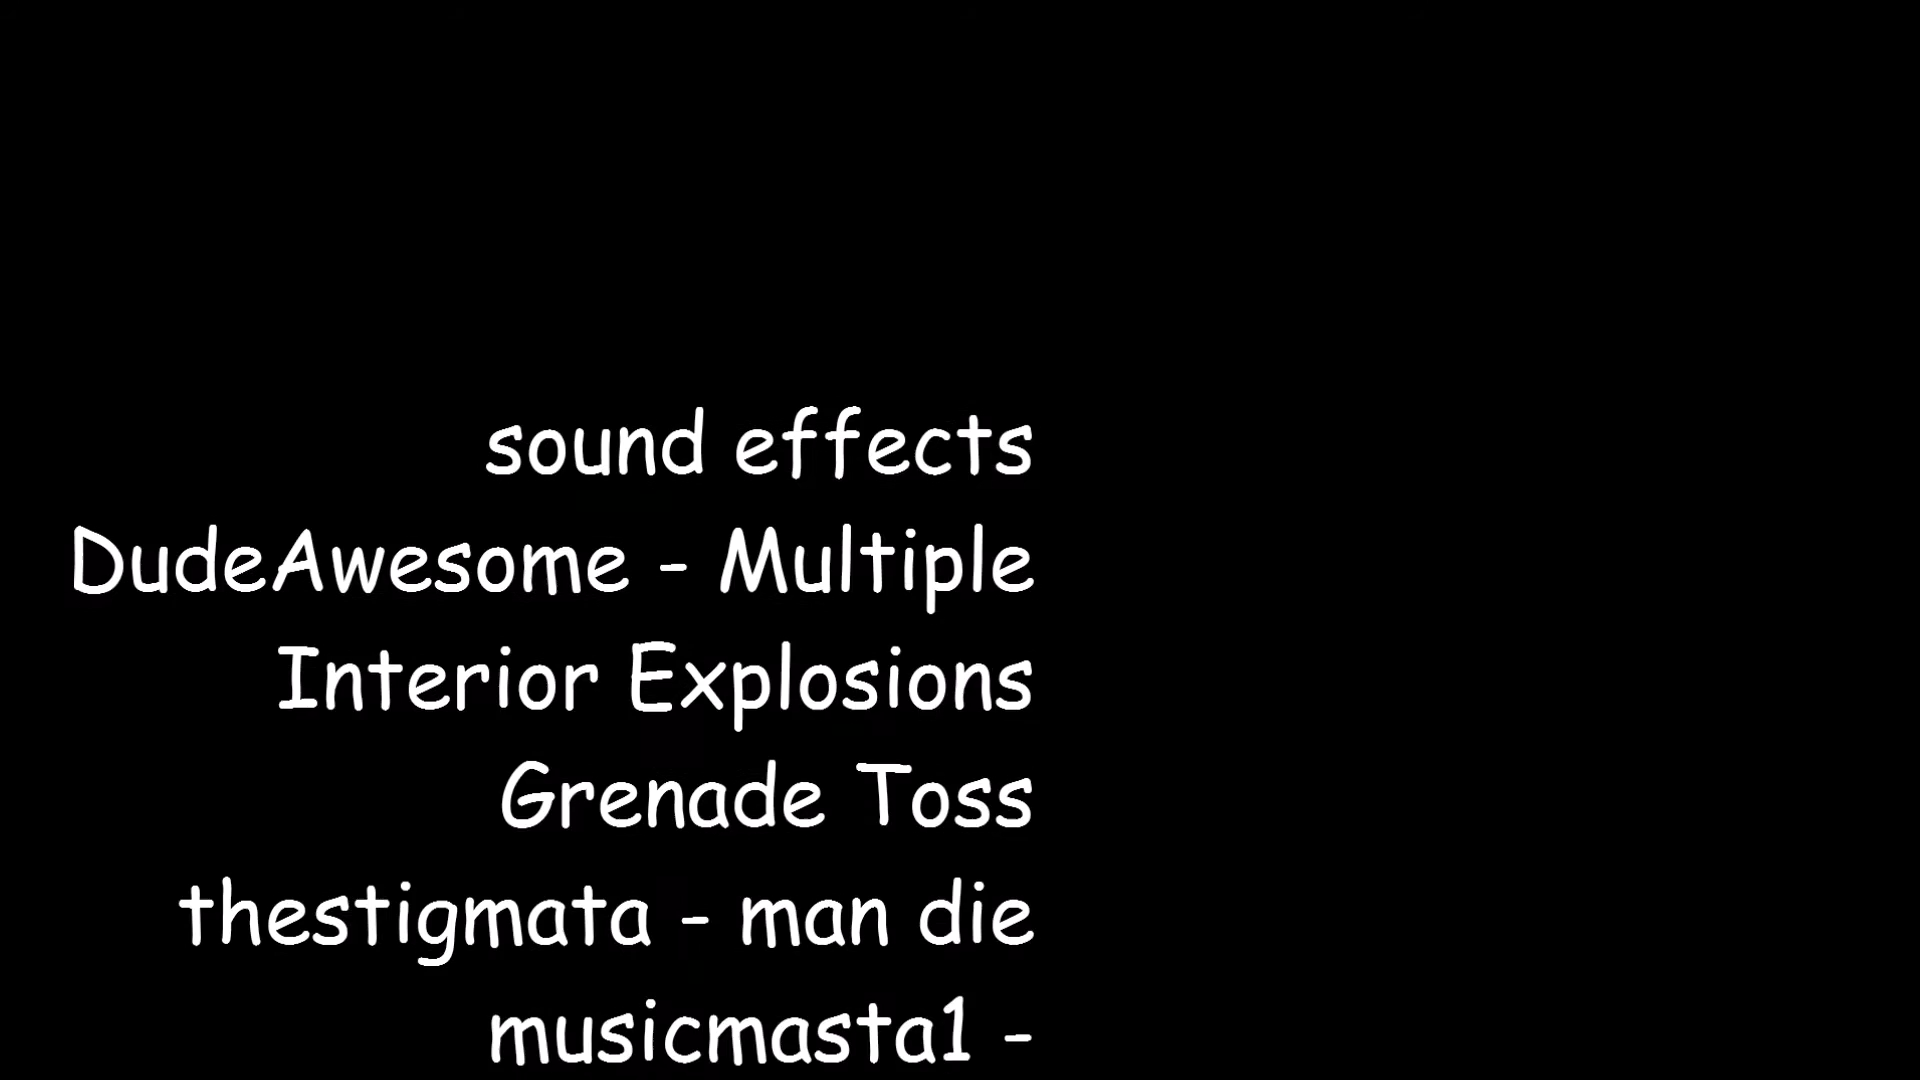 sound effects
DudeAwesome - Multiple
Interior Explosions
Grenade Toss
thestigmata - man die
musicmasta1 -